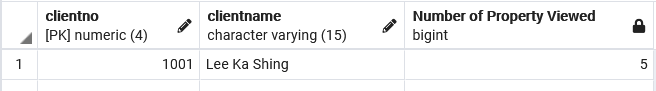 clientno clientname Number of Property Viewed
[PK] numeric (4) character varying (15) bigint
1 1001 Lee Ka Shing 5